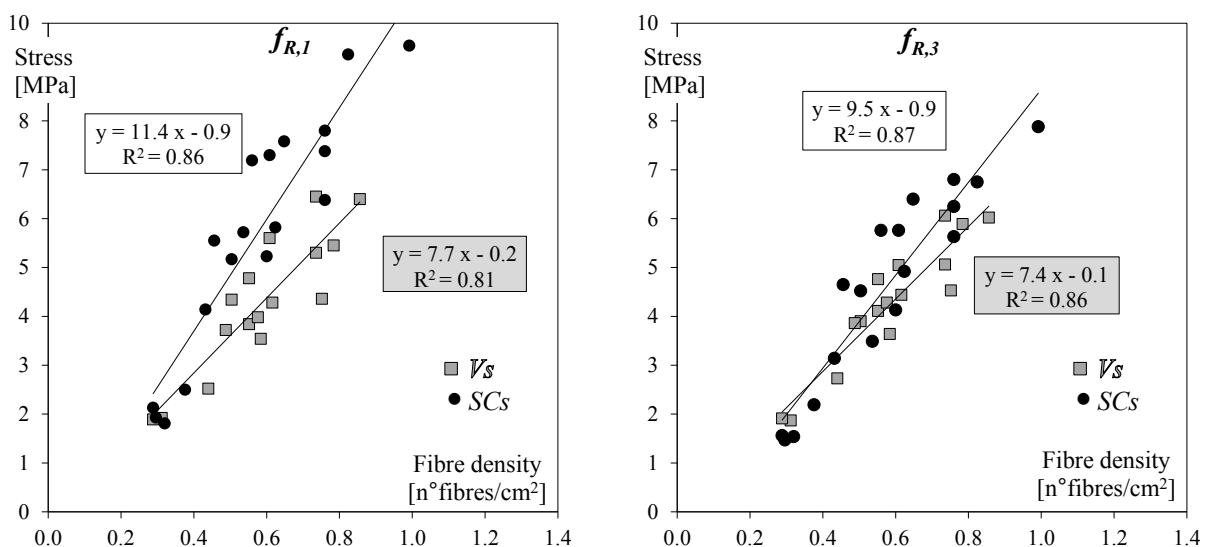 f_{R,1}
Stress
[MPa]
10
8
7
6
5
4
3
2
1
0
y = 11.4 x - 0.9
R² = 0.86
y = 7.7 x - 0.2
R² = 0.81
Vs
SCs
Fibre density
[n°fibres/cm²]
0.0 0.2 0.4 0.6 0.8 1.0 1.2 1.4
f_{R,3}
Stress
[MPa]
10
8
7
6
5
4
3
2
1
0
y = 9.5 x - 0.9
R² = 0.87
y = 7.4 x - 0.1
R² = 0.86
Vs
SCs
Fibre density
[n°fibres/cm²]
0.0 0.2 0.4 0.6 0.8 1.0 1.2 1.4